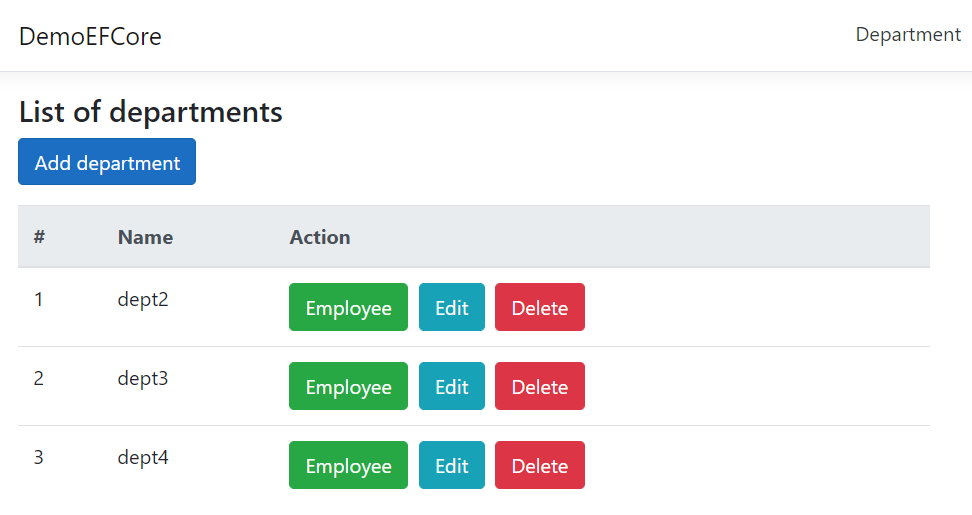 DemoEFCore Department
List of departments
Add department
# Name Action
1 dept2 Employee Edit Delete
2 dept3 Employee Edit Delete
3 dept4 Employee Edit Delete